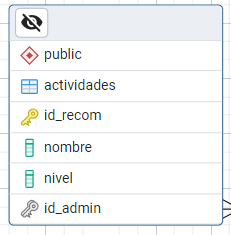 public
actividades
id_recom
nombre
nivel
id_admin